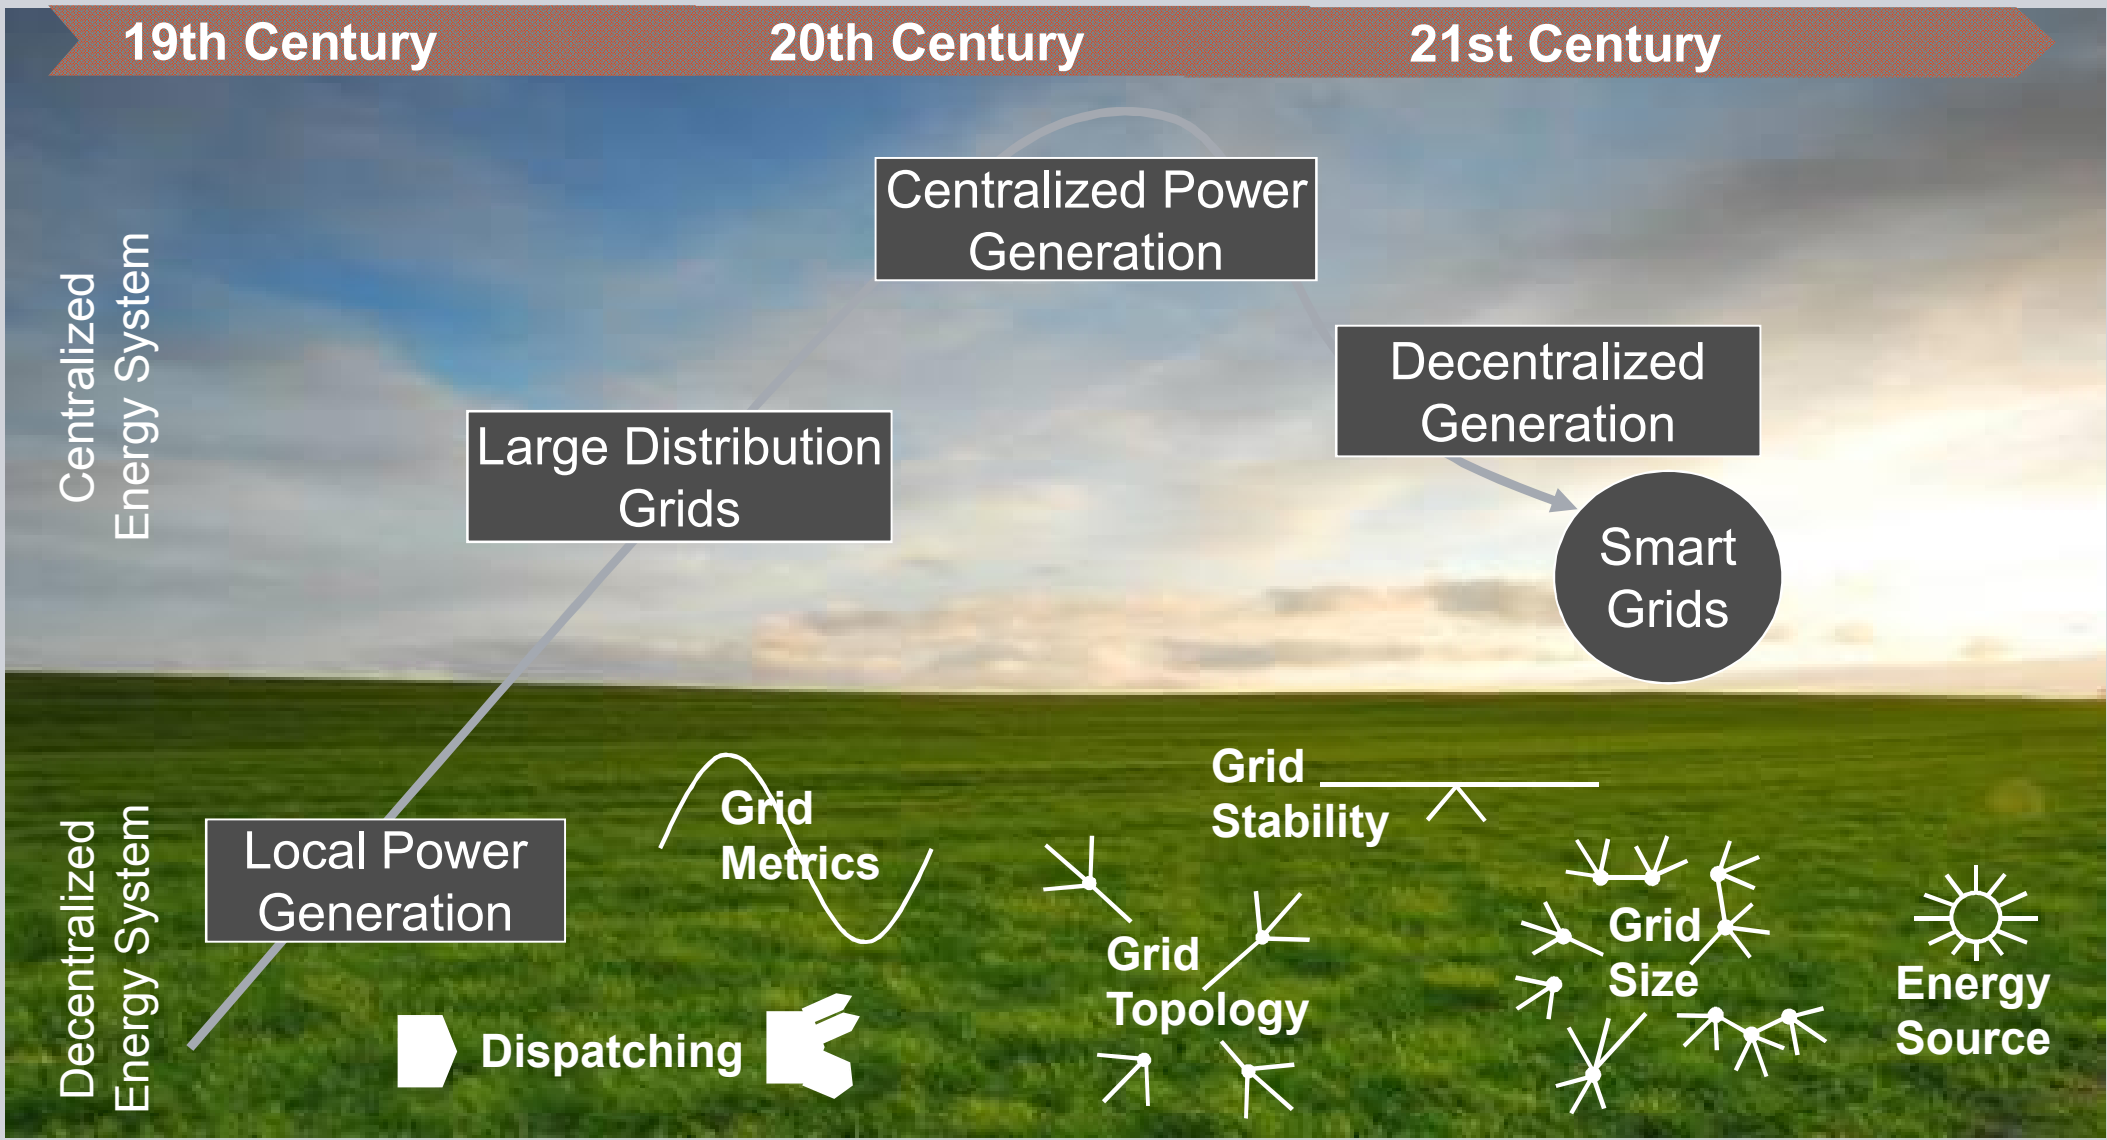 19th Century
20th Century
21st Century
Centralized
Energy System
Centralized Power
Generation
Decentralized
Generation
Large Distribution
Grids
Smart
Grids
Decentralized
Energy System
Local Power
Generation
Grid
Metrics
Grid
Stability
Grid
Topology
Grid
Size
Energy
Source
Dispatching